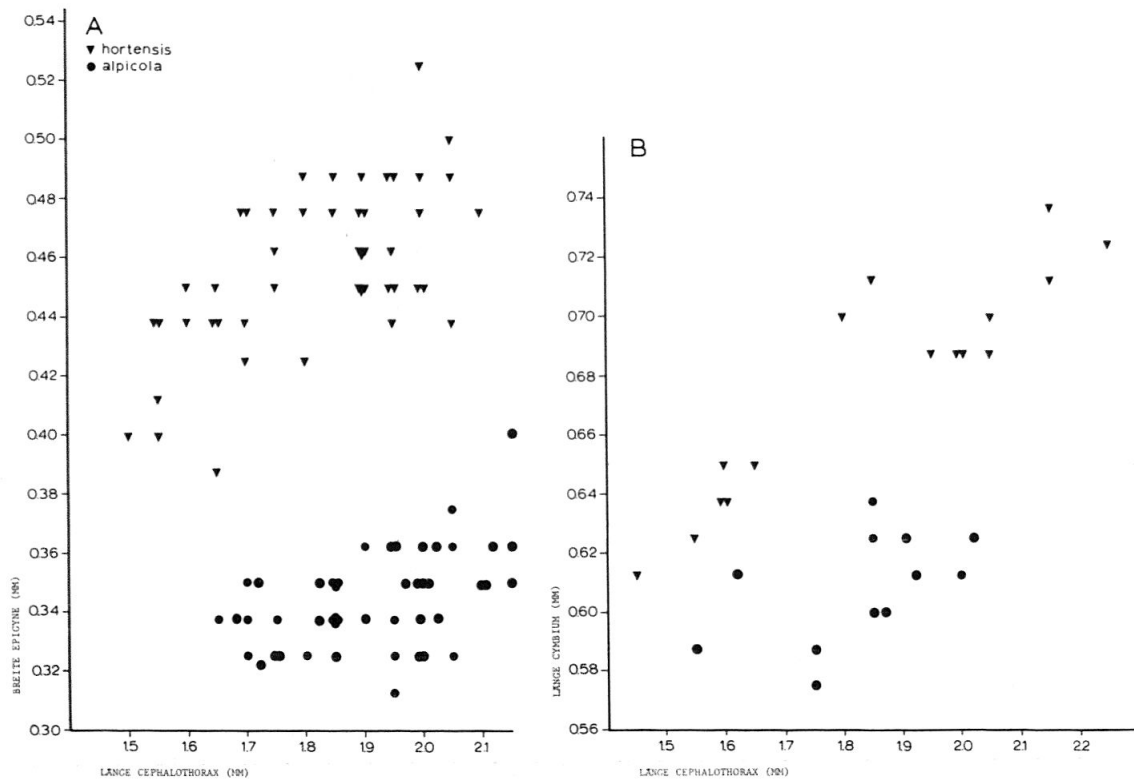 A
▼ hortensis
● alpicola
0.54
0.52
0.50
0.48
0.46
0.44
0.42
0.40
0.38
0.36
0.34
0.32
0.30
BREITE EPIGYNE (MM)
1.5 1.6 1.7 1.8 1.9 2.0 2.1
LÄNGE CEPHALOTHORAX (MM)
B
0.74
0.72
0.70
0.68
0.66
0.64
0.62
0.60
0.58
0.56
LÄNGE CYMBIUM (MM)
1.5 1.6 1.7 1.8 1.9 2.0 2.1 2.2
LÄNGE CEPHALOTHORAX (MM)